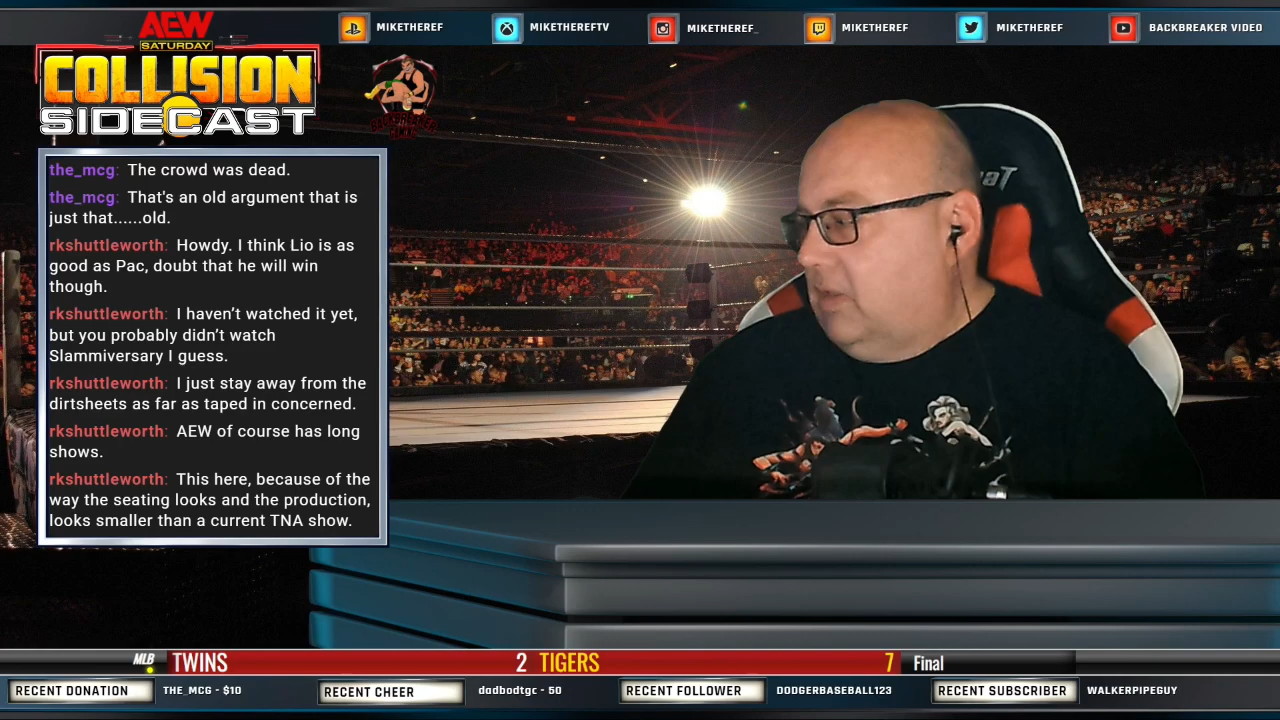 AEW
SATURDAY
COLLISION
SIDECAST
MIKETHEREF
MIKETHEREFTV
MIKETHEREF_
MIKETHEREF
MIKETHEREF
BACKBREAKER VIDEO
the_mcg: The crowd was dead.
the_mcg: That's an old argument that is
just that......old.
rkshuttleworth: Howdy. I think Lio is as
good as Pac, doubt that he will win
though.
rkshuttleworth: I haven't watched it yet,
but you probably didn't watch
Slammiversary I guess.
rkshuttleworth: I just stay away from the
dirtsheets as far as taped in concerned.
rkshuttleworth: AEW of course has long
shows.
rkshuttleworth: This here, because of the
way the seating looks and the production,
looks smaller than a current TNA show.
MLB TWINS 2 TIGERS 7 Final
RECENT DONATION THE_MCG - $10 RECENT CHEER dadbodtgc - 50 RECENT FOLLOWER DODGERBASEBALL123 RECENT SUBSCRIBER WALKERPIPEGUY